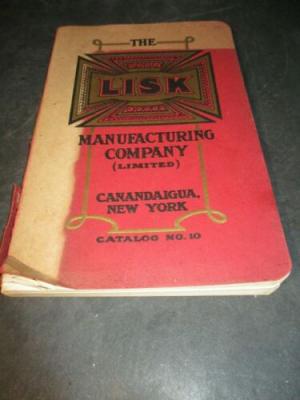 THE
LISK
MANUFACTURING
COMPANY
(LIMITED)
CANANDAIGUA,
NEW YORK
CATALOG NO. 10